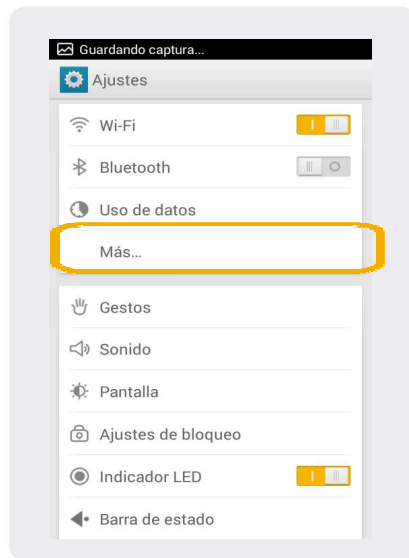 Guardando captura...
Ajustes
Wi-Fi
Bluetooth
Uso de datos
Más...
Gestos
Sonido
Pantalla
Ajustes de bloqueo
Indicador LED
Barra de estado